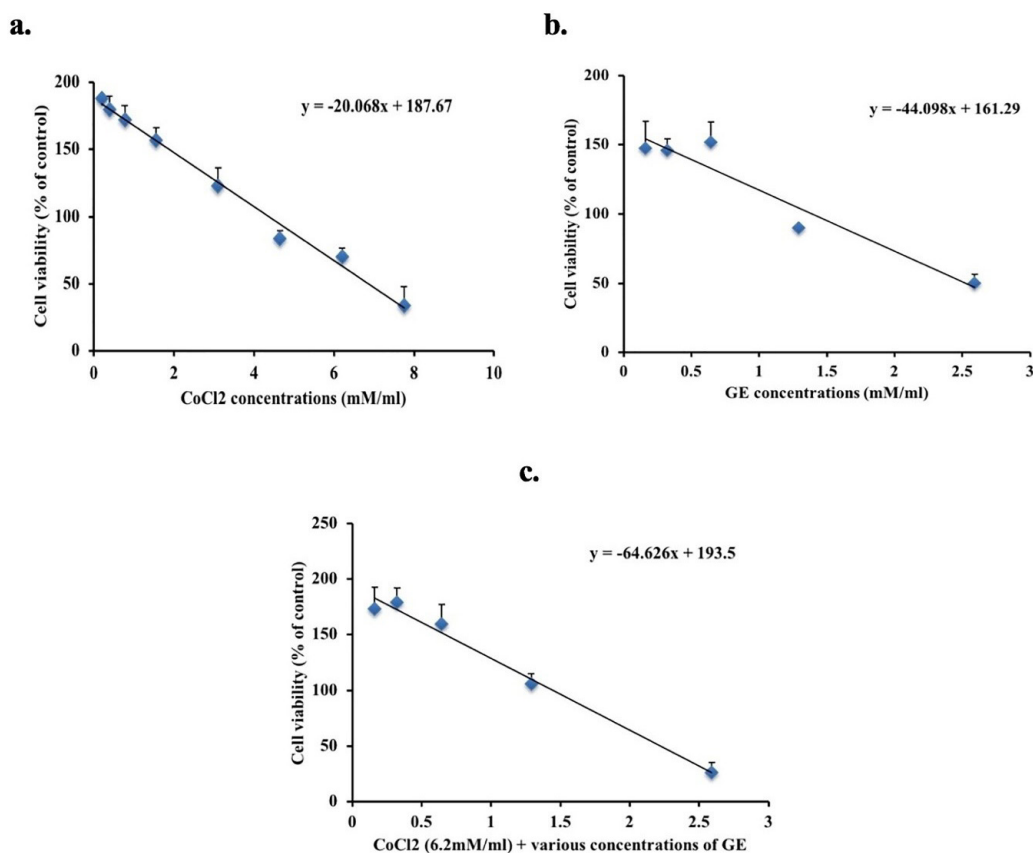 a.
200
150
100
50
0
0 2 4 6 8 10
Cell viability (% of control)
CoCl2 concentrations (mM/ml)
y = -20.068x + 187.67
b.
200
150
100
50
0
0 0.5 1 1.5 2 2.5 3
Cell viabiltiy (% of control)
GE concentrations (mM/ml)
y = -44.098x + 161.29
c.
250
200
150
100
50
0
0 0.5 1 1.5 2 2.5 3
Cell viability (% of control)
CoCl2 (6.2mM/ml) + various concentrations of GE
y = -64.626x + 193.5